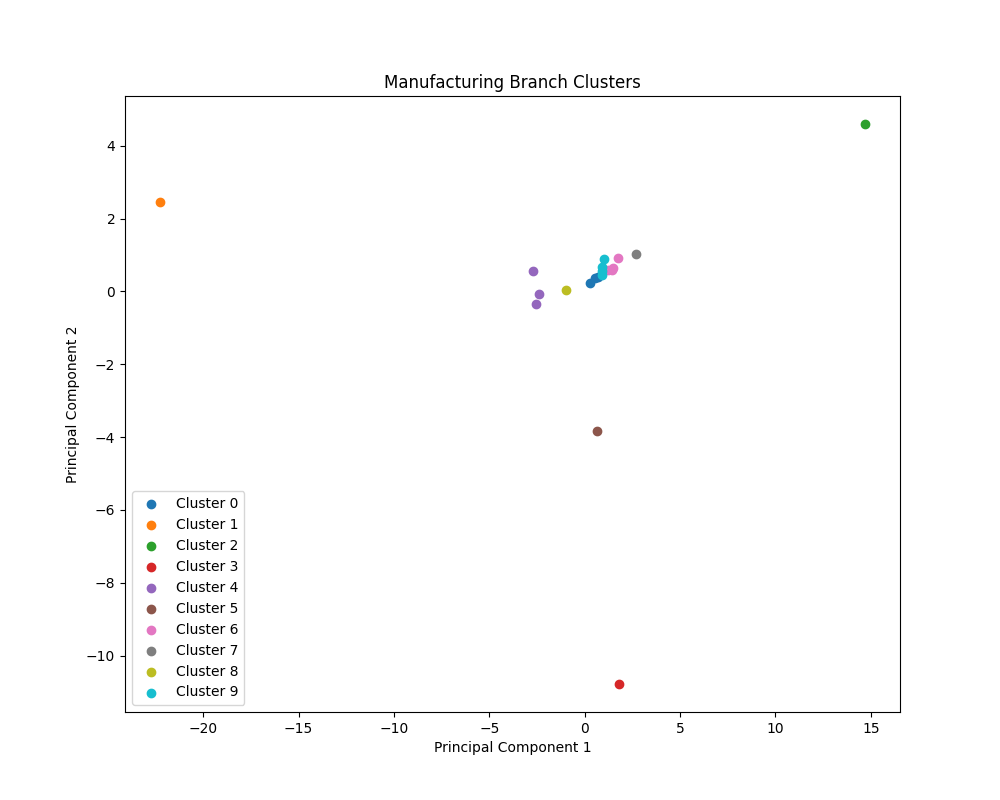 Manufacturing Branch Clusters
4
2
0
−2
−4
−6
−8
−10
Principal Component 2
Cluster 0
Cluster 1
Cluster 2
Cluster 3
Cluster 4
Cluster 5
Cluster 6
Cluster 7
Cluster 8
Cluster 9
−20 −15 −10 −5 0 5 10 15
Principal Component 1